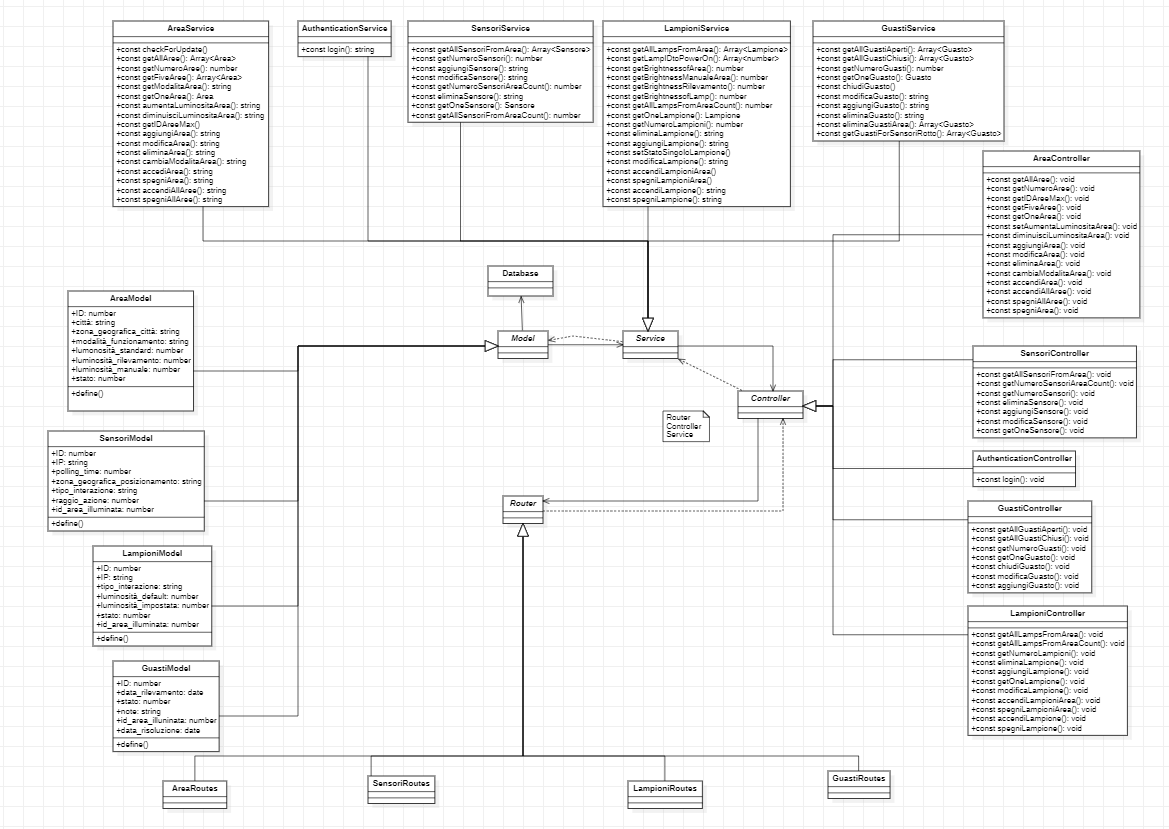 AreaService
+const checkForUpdate()
+const getAllAree(): Array<Area>
+const getNumeroArea(): number
+const getFiveAree(): Array<Area>
+const getModalitaArea(): string
+const getOneArea(): Area
+const aumentaLuminositaArea(): string
+const diminuisciLuminositaArea(): string
+const getIDAreeMax()
+const aggiungiArea(): string
+const modificaArea(): string
+const eliminaArea(): string
+const cambiaModalitaArea(): string
+const accediArea(): string
+const spegniArea(): string
+const accendiAllAree(): string
+const spegniAllAree(): string
AuthenticationService
+const login(): string
SensoriService
+const getAllSensoriFromArea(): Array<Sensore>
+const getNumeroSensori(): number
+const aggiungiSensore(): string
+const modificaSensore(): string
+const getNumeroSensoriAreaCount(): number
+const eliminaSensore(): string
+const getOneSensore(): Sensore
+const getAllSensoriFromAreaCount(): number
LampioniService
+const getAllLampsFromArea(): Array<Lampione>
+const getLampIDtoPowerOn(): Array<number>
+const getBrightnessofArea(): number
+const getBrightnessManualeArea(): number
+const getBrightnessRilevamento(): number
+const getBrightnessofLamp(): number
+const getAllLampsFromAreaCount(): number
+const getOneLampione(): Lampione
+const getNumeroLampioni(): number
+const eliminaLampione(): string
+const aggiungiLampione(): string
+const setStatoSingoloLampione()
+const modificaLampione(): string
+const accendiLampioniArea()
+const spegniLampioniArea()
+const accendiLampione(): string
+const spegniLampione(): string
GuastiService
+const getAllGuastiAperti(): Array<Guasto>
+const getAllGuastiChiusi(): Array<Guasto>
+const getNumeroGuasti(): number
+const getOneGuasto(): Guasto
+const chiudiGuasto()
+const modificaGuasto(): string
+const aggiungiGuasto(): string
+const eliminaGuasto(): string
+const eliminaGuastiArea(): Array<Guasto>
+const getGuastiForSensoriRotto(): Array<Guasto>
AreaController
+const getAllAree(): void
+const getNumeroArea(): void
+const getIDAreeMax(): void
+const getFiveAree(): void
+const getOneArea(): void
+const setAumentaLuminositaArea(): void
+const diminuisciLuminositaArea(): void
+const aggiungiArea(): void
+const modificaArea(): void
+const eliminaArea(): void
+const cambiaModalitaArea(): void
+const accendiArea(): void
+const accendiAllAree(): void
+const spegniAllAree(): void
+const spegniArea(): void
Database
AreaModel
+ID: number
+città: string
+zona_geografica_città: string
+modalità_funzionamento: string
+lumonosità_standard: number
+luminosità_rilevamento: number
+luminosità_manuale: number
+stato: number
+define()
Model
Service
SensoriController
+const getAllSensoriFromArea(): void
+const getNumeroSensoriAreaCount(): void
+const getNumeroSensori(): void
+const eliminaSensore(): void
+const aggiungiSensore(): void
+const modificaSensore(): void
+const getOneSensore(): void
Controller
Router
Controller
Service
SensoriModel
+ID: number
+IP: string
+polling_time: number
+zona_geografica_posizionamento: string
+tipo_interazione: string
+raggio_azione: number
+id_area_illuminata: number
+define()
AuthenticationController
+const login(): void
Router
GuastiController
+const getAllGuastiAperti(): void
+const getAllGuastiChiusi(): void
+const getNumeroGuasti(): void
+const getOneGuasto(): void
+const chiudiGuasto(): void
+const modificaGuasto(): void
+const aggiungiGuasto(): void
LampioniModel
+ID: number
+IP: string
+tipo_interazione: string
+luminosità_default: number
+luminosità_impostata: number
+stato: number
+id_area_illuminata: number
+define()
LampioniController
+const getAllLampsFromArea(): void
+const getAllLampsFromAreaCount(): void
+const getNumeroLampioni(): void
+const eliminaLampione(): void
+const aggiungiLampione(): void
+const getOneLampione(): void
+const modificaLampione(): void
+const accendiLampioniArea(): void
+const spegniLampioniArea(): void
+const accendiLampione(): void
+const spegniLampione(): void
GuastiModel
+ID: number
+data_rilevamento: date
+stato: number
+note: string
+id_area_illuninata: number
+data_risoluzione: date
+define()
AreaRoutes
SensoriRoutes
LampioniRoutes
GuastiRoutes